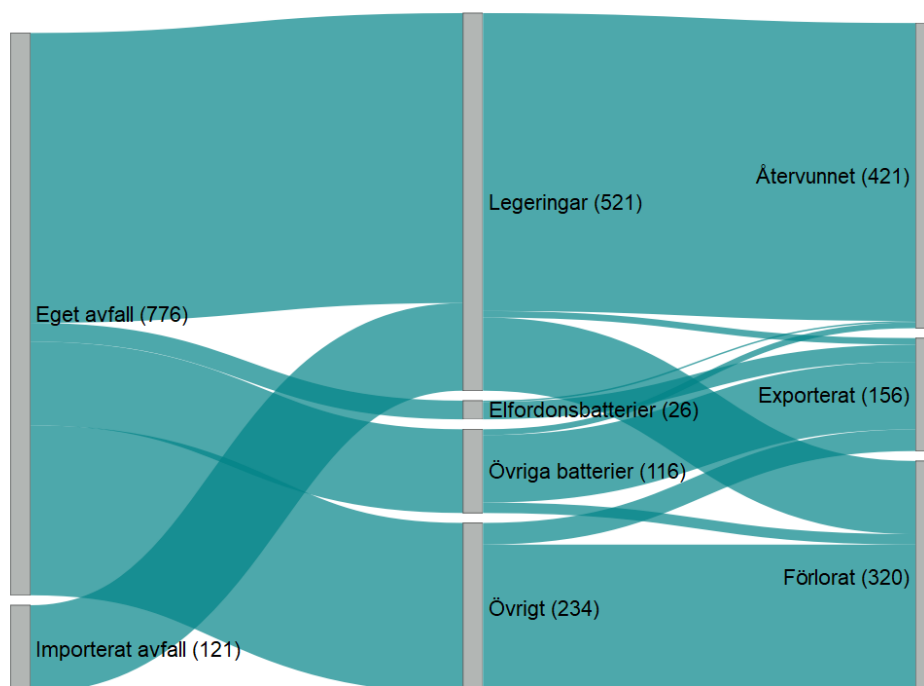 Eget avfall (776)
Importerat avfall (121)
Legeringar (521)
Elfordonsbatterier (26)
Övriga batterier (116)
Övrigt (234)
Återvunnet (421)
Exporterat (156)
Förlorat (320)